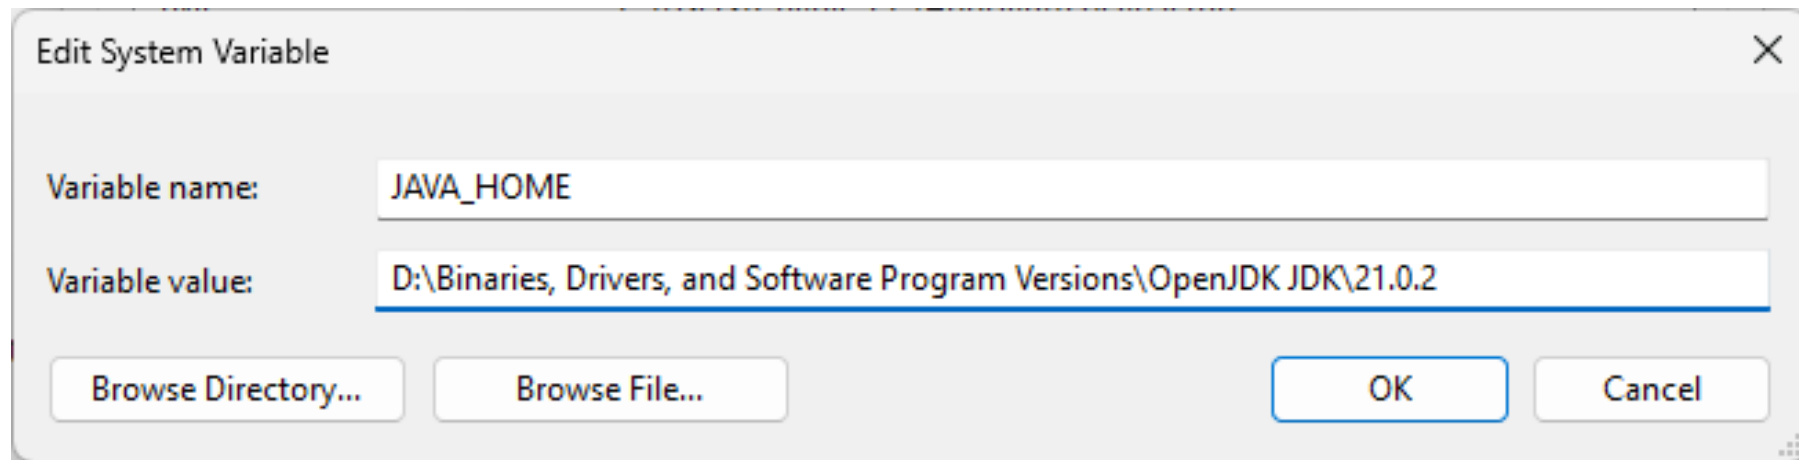 Edit System Variable
Variable name: JAVA_HOME
Variable value: D:\Binaries, Drivers, and Software Program Versions\OpenJDK JDK\21.0.2
Browse Directory... Browse File... OK Cancel